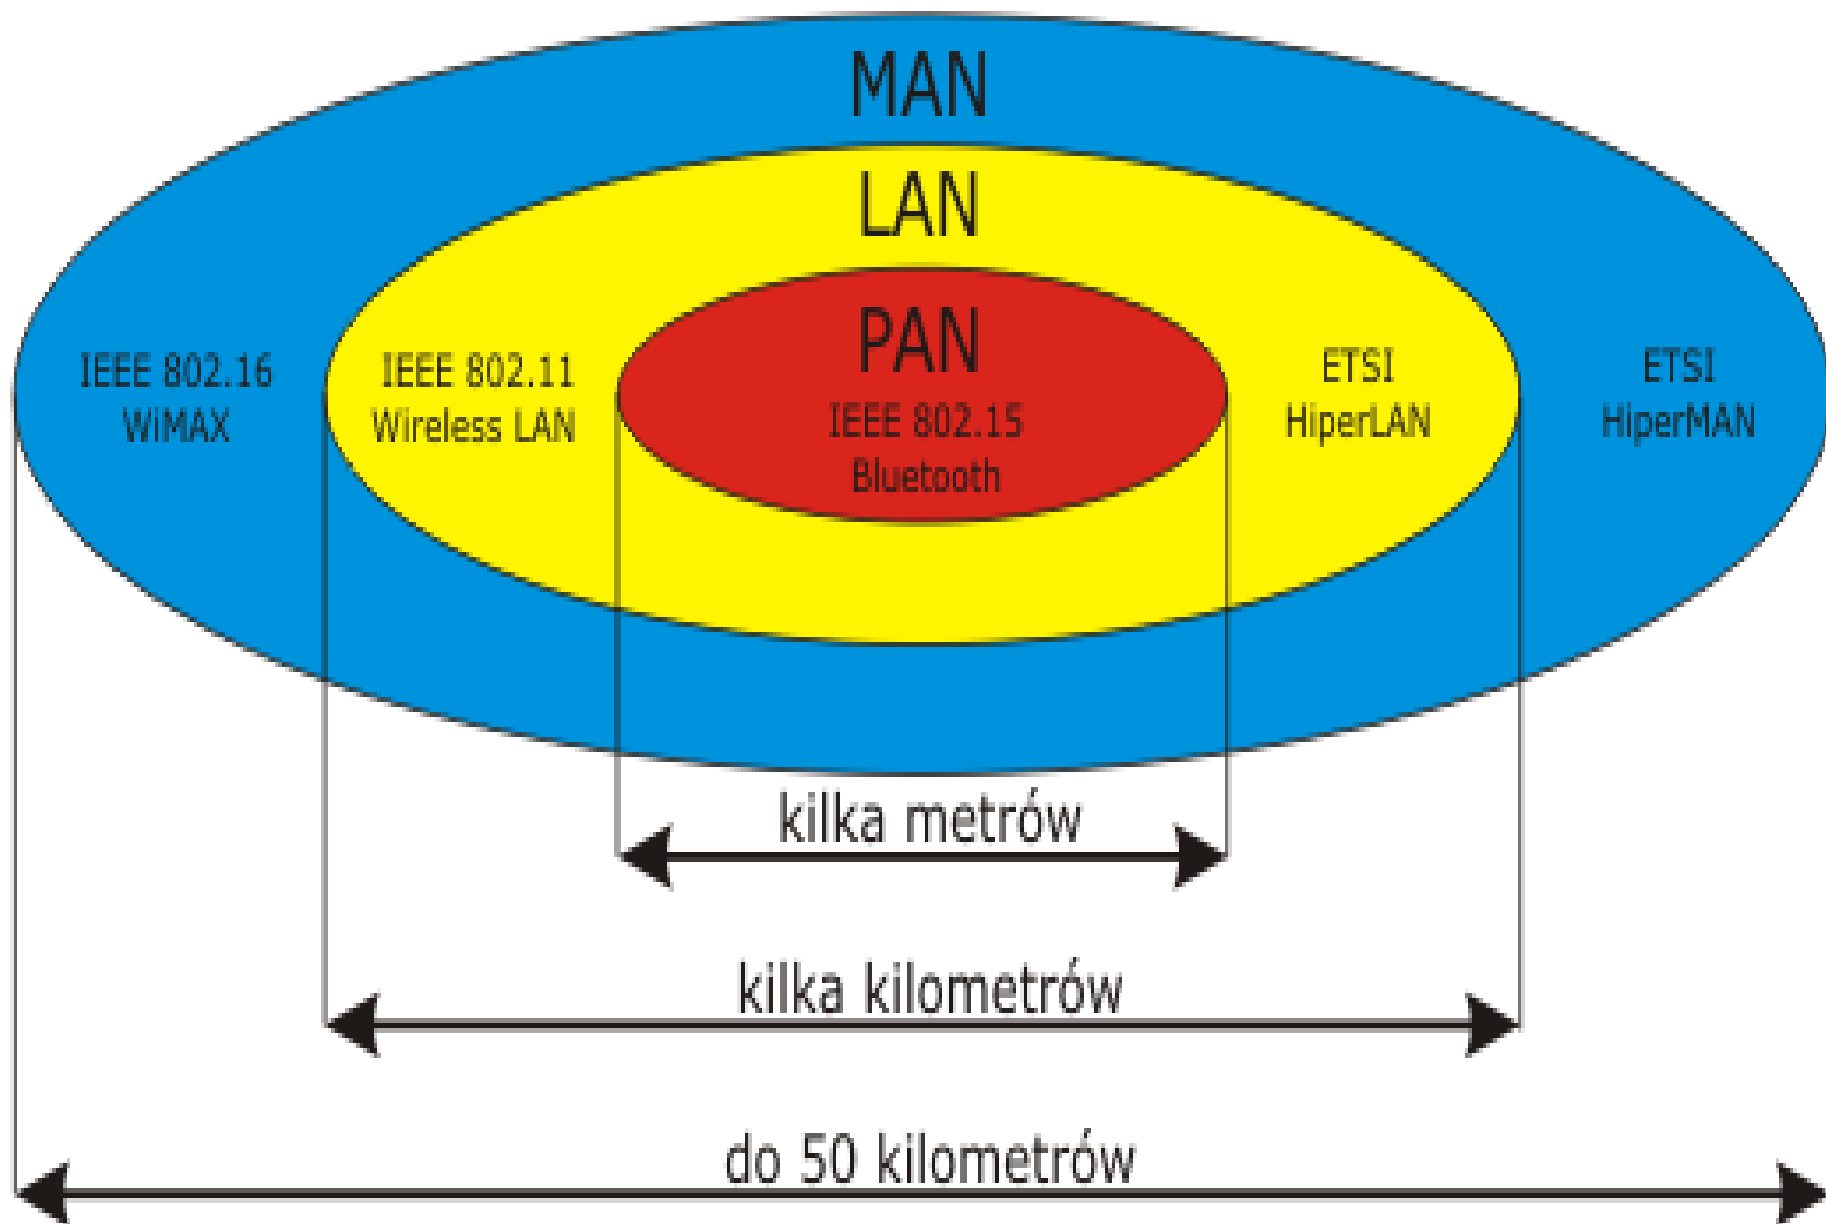 MAN
LAN
PAN
IEEE 802.16
WiMAX
IEEE 802.11
Wireless LAN
IEEE 802.15
Bluetooth
ETSI
HiperLAN
ETSI
HiperMAN
kilka metrów
kilka kilometrów
do 50 kilometrów